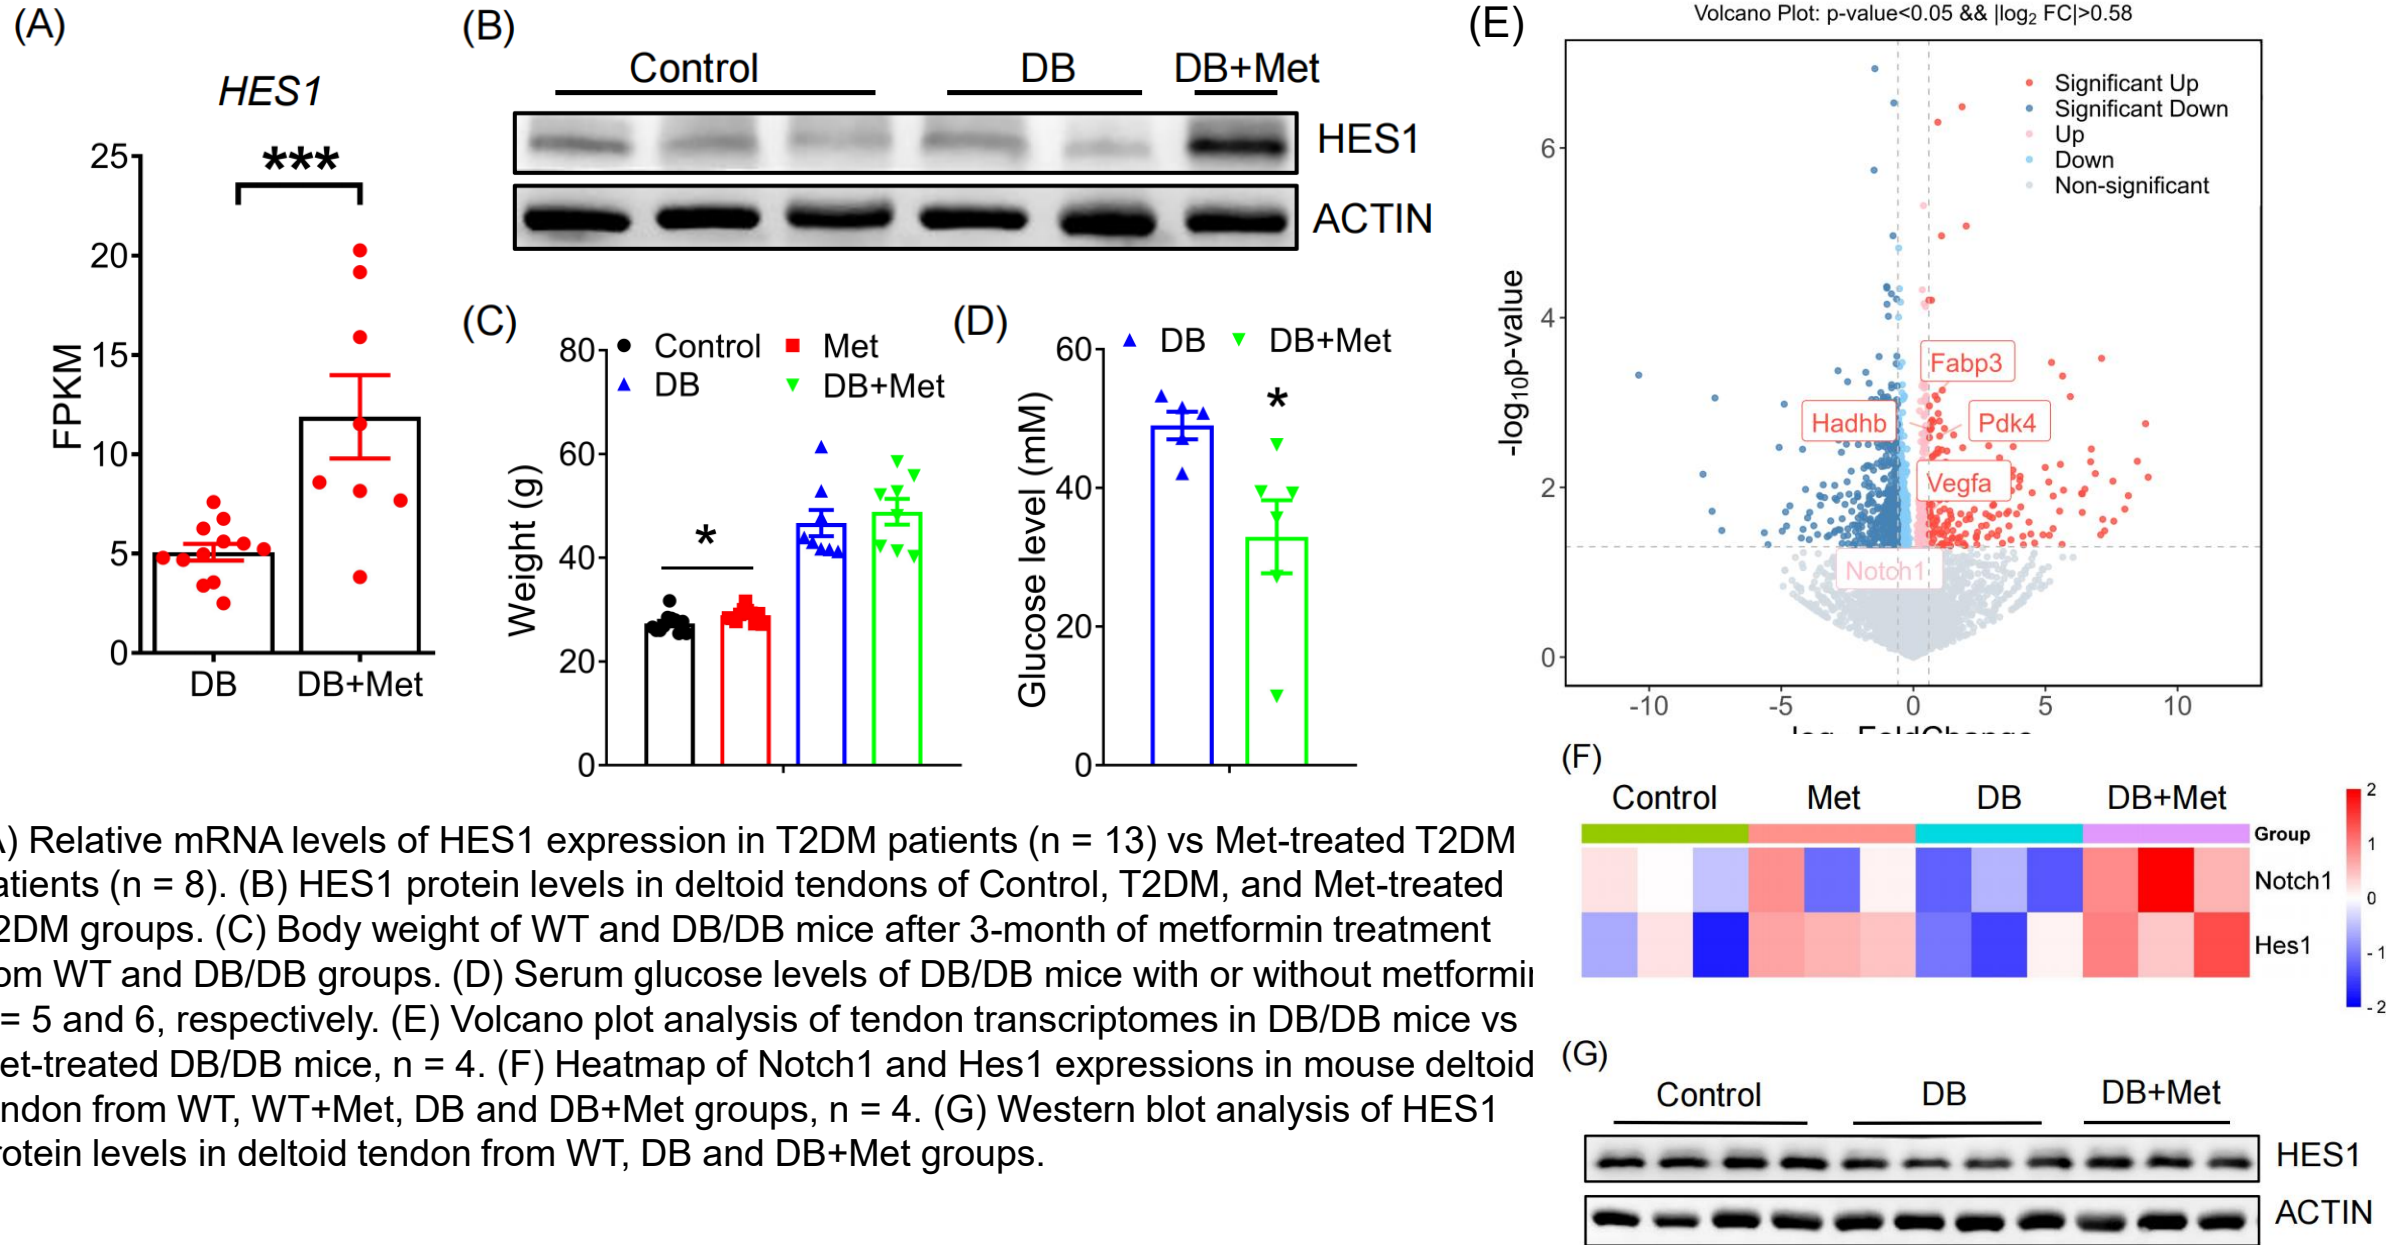 (A)
HES1
***
25
20
15
10
5
0
FPKM
DB
DB+Met
(B)
Control
DB
DB+Met
HES1
ACTIN
(C)
Control
Met
DB
DB+Met
80
60
40
20
0
Weight (g)
*
(D)
DB
DB+Met
60
40
20
0
Glucose level (mM)
*
(E)
Volcano Plot: p-value<0.05 && |log2 FC|>0.58
Significant Up
Significant Down
Up
Down
Non-significant
6
4
2
0
-log10p-value
Fabp3
Hadhb
Pdk4
Vegfa
Notch1
-10
-5
0
5
10
(F)
Control
Met
DB
DB+Met
Group
Notch1
Hes1
2
1
0
-1
-2
(G)
Control
DB
DB+Met
HES1
ACTIN
) Relative mRNA levels of HES1 expression in T2DM patients (n = 13) vs Met-treated T2DM
atients (n = 8). (B) HES1 protein levels in deltoid tendons of Control, T2DM, and Met-treated
2DM groups. (C) Body weight of WT and DB/DB mice after 3-month of metformin treatment
om WT and DB/DB groups. (D) Serum glucose levels of DB/DB mice with or without metformin
= 5 and 6, respectively. (E) Volcano plot analysis of tendon transcriptomes in DB/DB mice vs
et-treated DB/DB mice, n = 4. (F) Heatmap of Notch1 and Hes1 expressions in mouse deltoid
ndon from WT, WT+Met, DB and DB+Met groups, n = 4. (G) Western blot analysis of HES1
rotein levels in deltoid tendon from WT, DB and DB+Met groups.